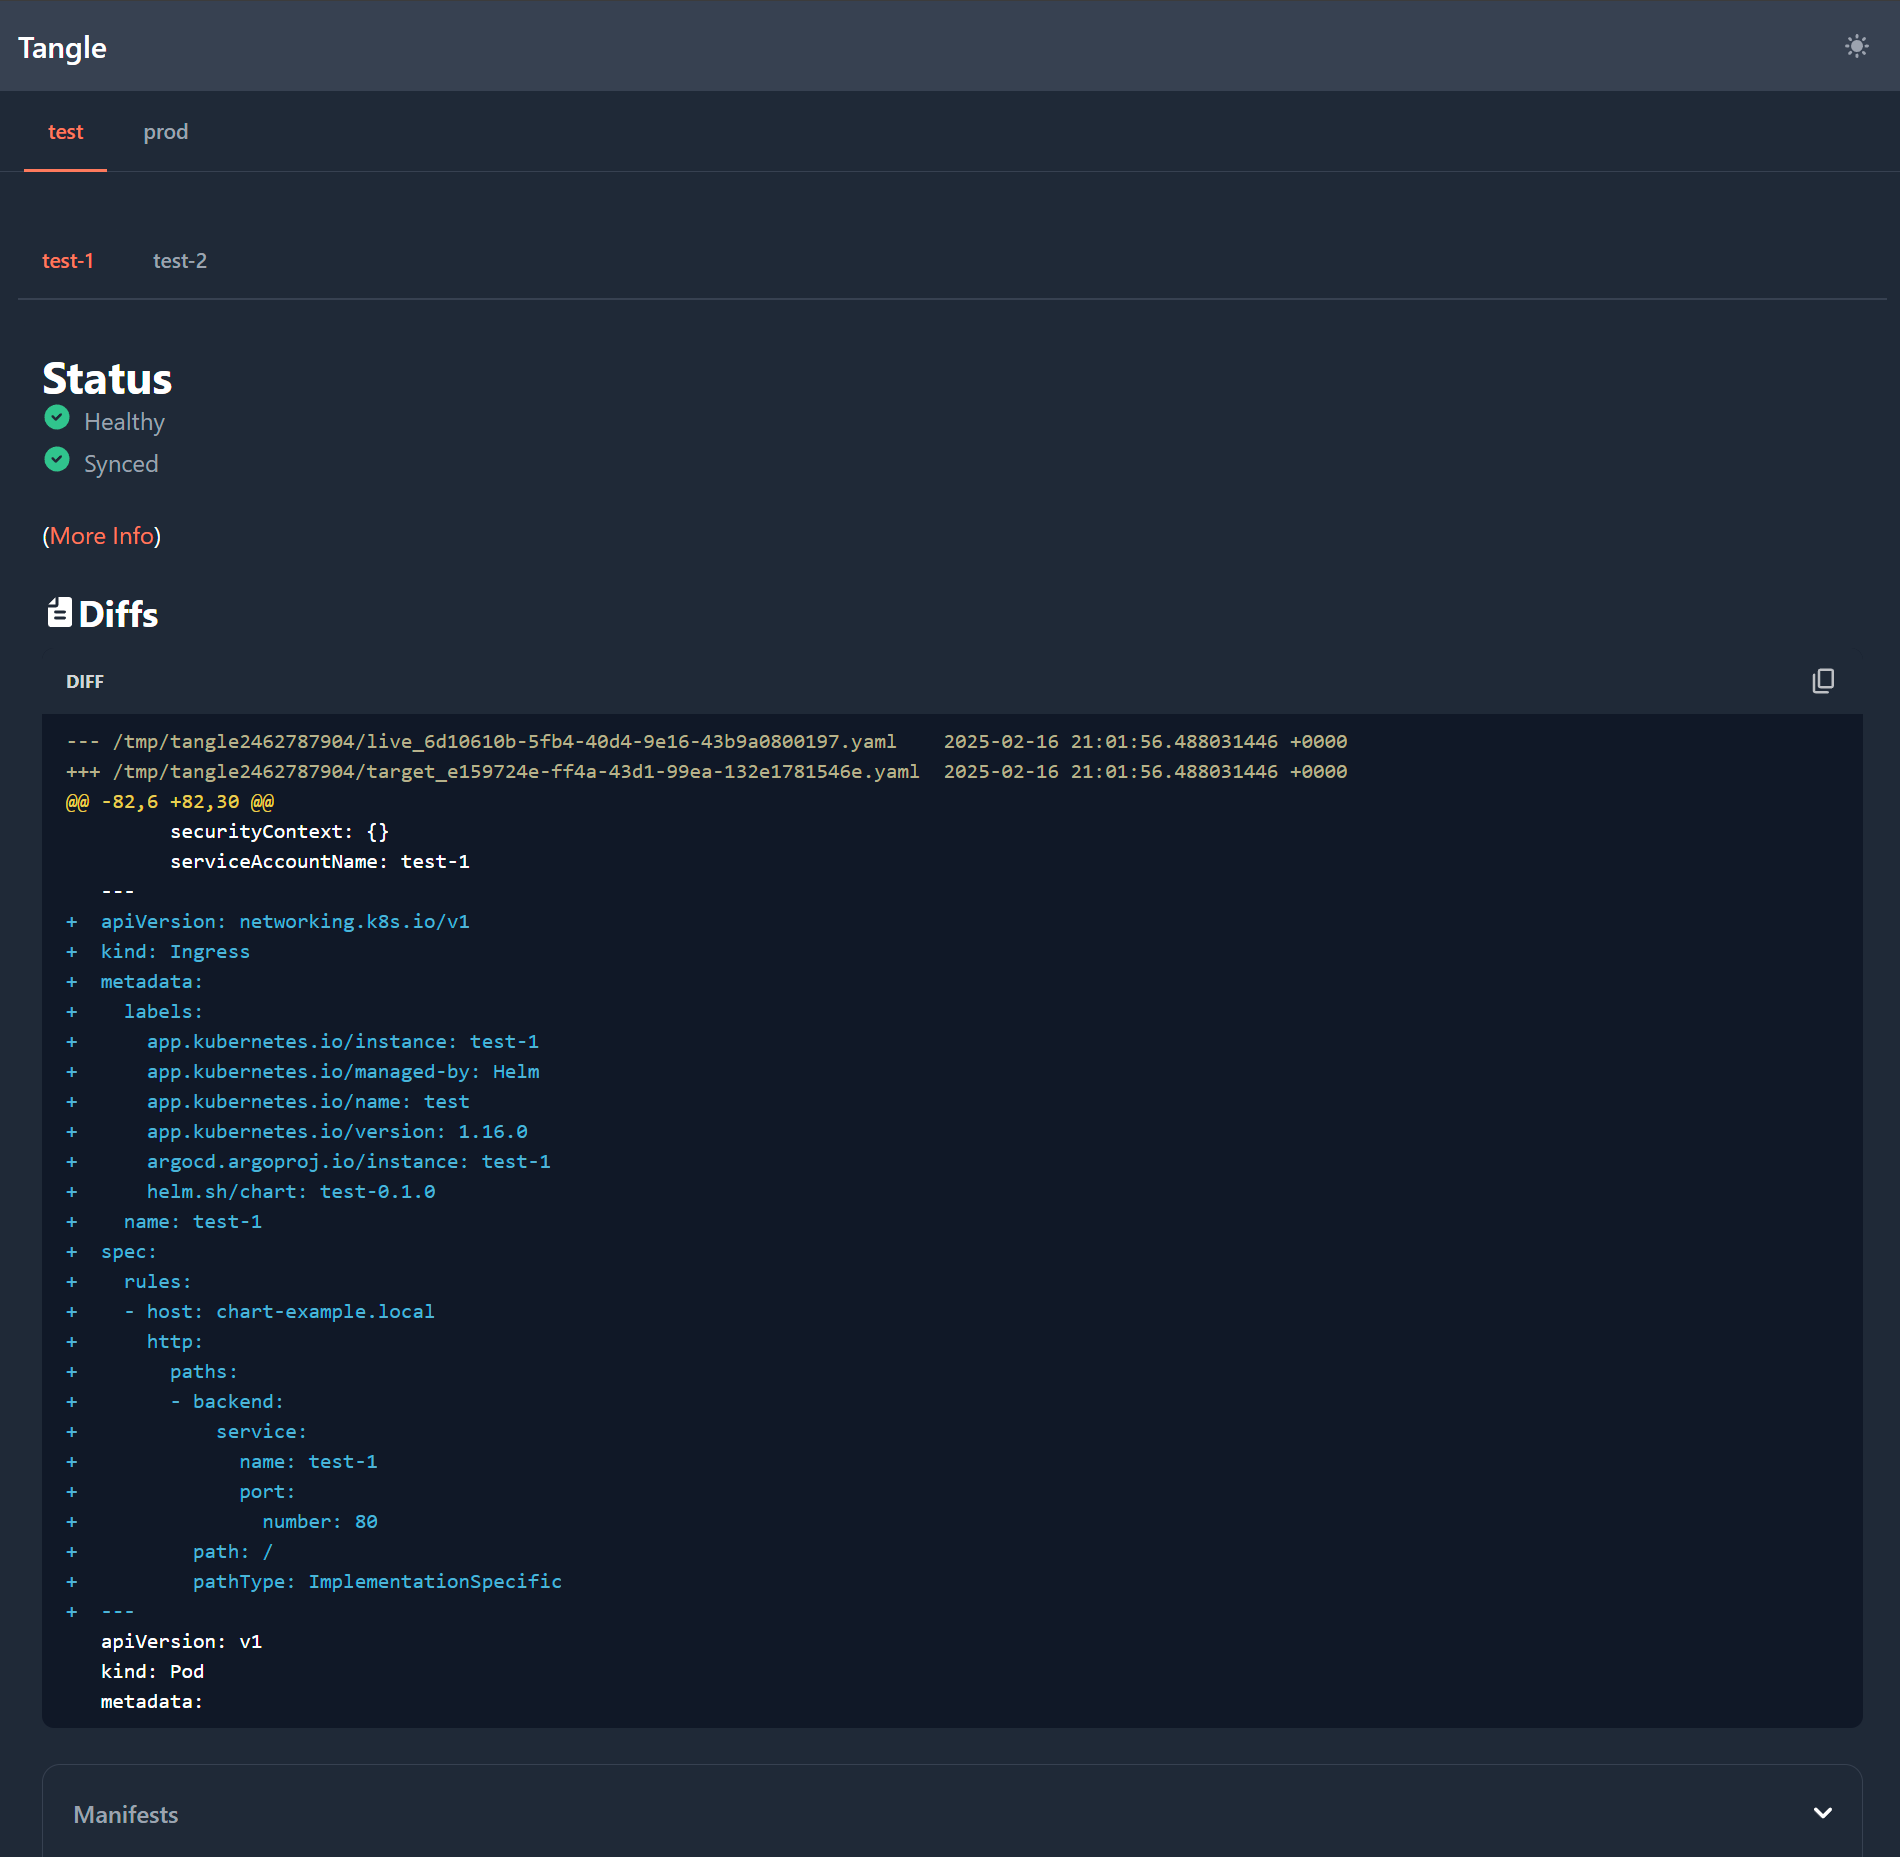 Tangle
test prod
test-1 test-2
Status
Healthy
Synced
(More Info)
Diffs
DIFF
--- /tmp/tangle2462787904/live_6d10610b-5fb4-40d4-9e16-43b9a0800197.yaml	2025-02-16 21:01:56.488031446 +0000
+++ /tmp/tangle2462787904/target_e159724e-ff4a-43d1-99ea-132e1781546e.yaml	2025-02-16 21:01:56.488031446 +0000
@@ -82,6 +82,30 @@
         securityContext: {}
         serviceAccountName: test-1
   ---
+  apiVersion: networking.k8s.io/v1
+  kind: Ingress
+  metadata:
+    labels:
+      app.kubernetes.io/instance: test-1
+      app.kubernetes.io/managed-by: Helm
+      app.kubernetes.io/name: test
+      app.kubernetes.io/version: 1.16.0
+      argocd.argoproj.io/instance: test-1
+      helm.sh/chart: test-0.1.0
+    name: test-1
+  spec:
+    rules:
+    - host: chart-example.local
+      http:
+        paths:
+        - backend:
+            service:
+              name: test-1
+              port:
+                number: 80
+          path: /
+          pathType: ImplementationSpecific
+  ---
   apiVersion: v1
   kind: Pod
   metadata:
Manifests